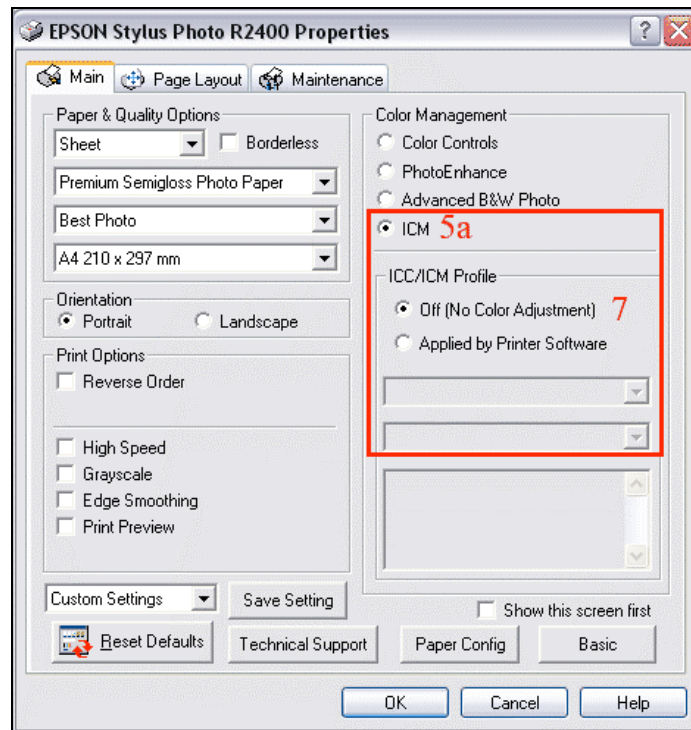 EPSON Stylus Photo R2400 Properties
Main
Page Layout
Maintenance
Paper & Quality Options
Sheet
Borderless
Premium Semigloss Photo Paper
Best Photo
A4 210 x 297 mm
Orientation
Portrait
Landscape
Print Options
Reverse Order
High Speed
Grayscale
Edge Smoothing
Print Preview
Color Management
Color Controls
PhotoEnhance
Advanced B&W Photo
ICM 5a
ICC/ICM Profile
Off (No Color Adjustment) 7
Applied by Printer Software
Custom Settings
Save Setting
Show this screen first
Reset Defaults
Technical Support
Paper Config
Basic
OK
Cancel
Help